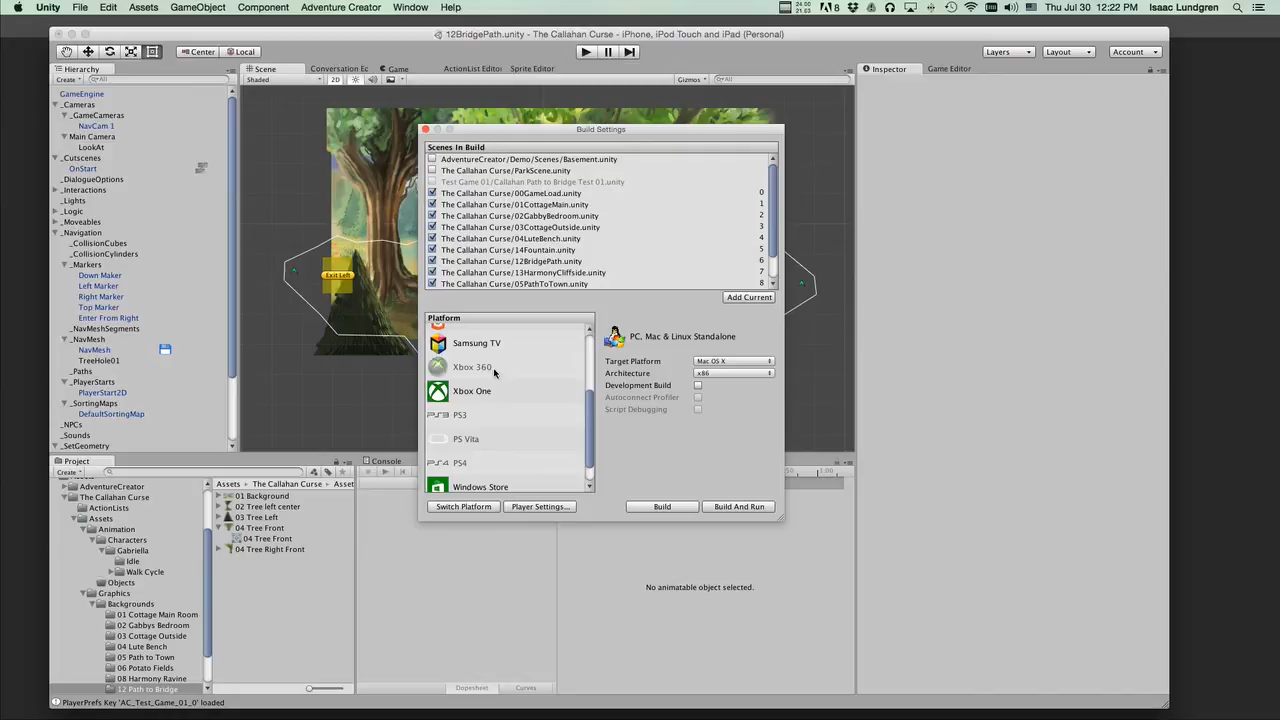 Unity File Edit Assets GameObject Component Adventure Creator Window Help
24.00
21.03
8 Thu Jul 30 12:22 PM Isaac Lundgren
12BridgePath.unity - The Callahan Curse - iPhone, iPod Touch and iPad (Personal)
Center Local Layers Layout Account
Hierarchy
Create All
GameEngine
_Cameras
_GameCameras
NavCam 1
Main Camera
LookAt
_Cutscenes
OnStart
_DialogueOptions
_Interactions
_Lights
_Logic
_Moveables
_Navigation
_CollisionCubes
_CollisionCylinders
_Markers
Down Maker
Left Marker
Right Marker
Top Marker
Enter From Right
_NavMeshSegments
_NavMesh
NavMesh
TreeHole01
_Paths
_PlayerStarts
PlayerStart2D
_SortingMaps
DefaultSortingMap
_NPCs
_Sounds
_SetGeometry
Scene Conversation Ec Game ActionList Editor Sprite Editor
Shaded 2D Gizmos All
Exit Left
Build Settings
Scenes In Build
AdventureCreator/Demo/Scenes/Basement.unity
The Callahan Curse/ParkScene.unity
Test Game 01/Callahan Path to Bridge Test 01.unity
The Callahan Curse/00GameLoad.unity 0
The Callahan Curse/01CottageMain.unity 1
The Callahan Curse/02GabbyBedroom.unity 2
The Callahan Curse/03CottageOutside.unity 3
The Callahan Curse/04LuteBench.unity 4
The Callahan Curse/14Fountain.unity 5
The Callahan Curse/12BridgePath.unity 6
The Callahan Curse/13HarmonyCliffside.unity 7
The Callahan Curse/05PathToTown.unity 8
Add Current
Platform
Samsung TV
Xbox 360
Xbox One
PS3
PS Vita
PS4
Windows Store
PC, Mac & Linux Standalone
Target Platform Mac OS X
Architecture x86
Development Build
Autoconnect Profiler
Script Debugging
Switch Platform Player Settings... Build Build And Run
Inspector Game Editor
Project
Create
AdventureCreator
The Callahan Curse
ActionLists
Assets
Animation
Characters
Gabriella
Idle
Walk Cycle
Objects
Graphics
Backgrounds
01 Cottage Main Room
02 Gabbys Bedroom
03 Cottage Outside
04 Lute Bench
05 Path to Town
06 Potato Fields
08 Harmony Ravine
12 Path to Bridge
Assets The Callahan Curse Asset
01 Background
02 Tree left center
03 Tree Left
04 Tree Front
04 Tree Front
04 Tree Right Front
Console
1:00
No animatable object selected.
Dopesheet Curves
PlayerPrefs Key 'AC_Test_Game_01_0' loaded